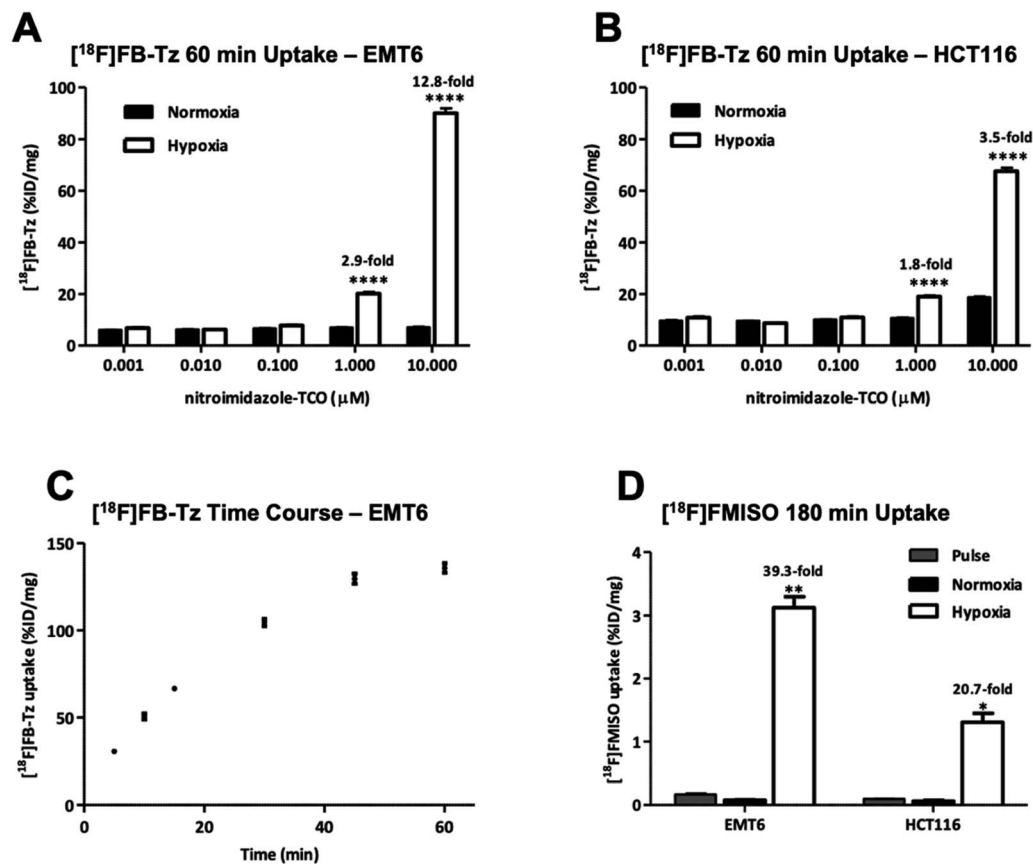 A
[¹⁸F]FB-Tz 60 min Uptake – EMT6
[¹⁸F]FB-Tz (%ID/mg)
100
80
60
40
20
0
Normoxia
Hypoxia
12.8-fold
****
2.9-fold
****
0.001 0.010 0.100 1.000 10.000
nitroimidazole-TCO (μM)
B
[¹⁸F]FB-Tz 60 min Uptake – HCT116
[¹⁸F]FB-Tz (%ID/mg)
100
80
60
40
20
0
Normoxia
Hypoxia
3.5-fold
****
1.8-fold
****
0.001 0.010 0.100 1.000 10.000
nitroimidazole-TCO (μM)
C
[¹⁸F]FB-Tz Time Course – EMT6
[¹⁸F]FB-Tz uptake (%ID/mg)
150
100
50
0
0 20 40 60
Time (min)
D
[¹⁸F]FMISO 180 min Uptake
[¹⁸F]FMISO uptake (%ID/mg)
4
3
2
1
0
Pulse
Normoxia
Hypoxia
39.3-fold
**
20.7-fold
*
EMT6 HCT116